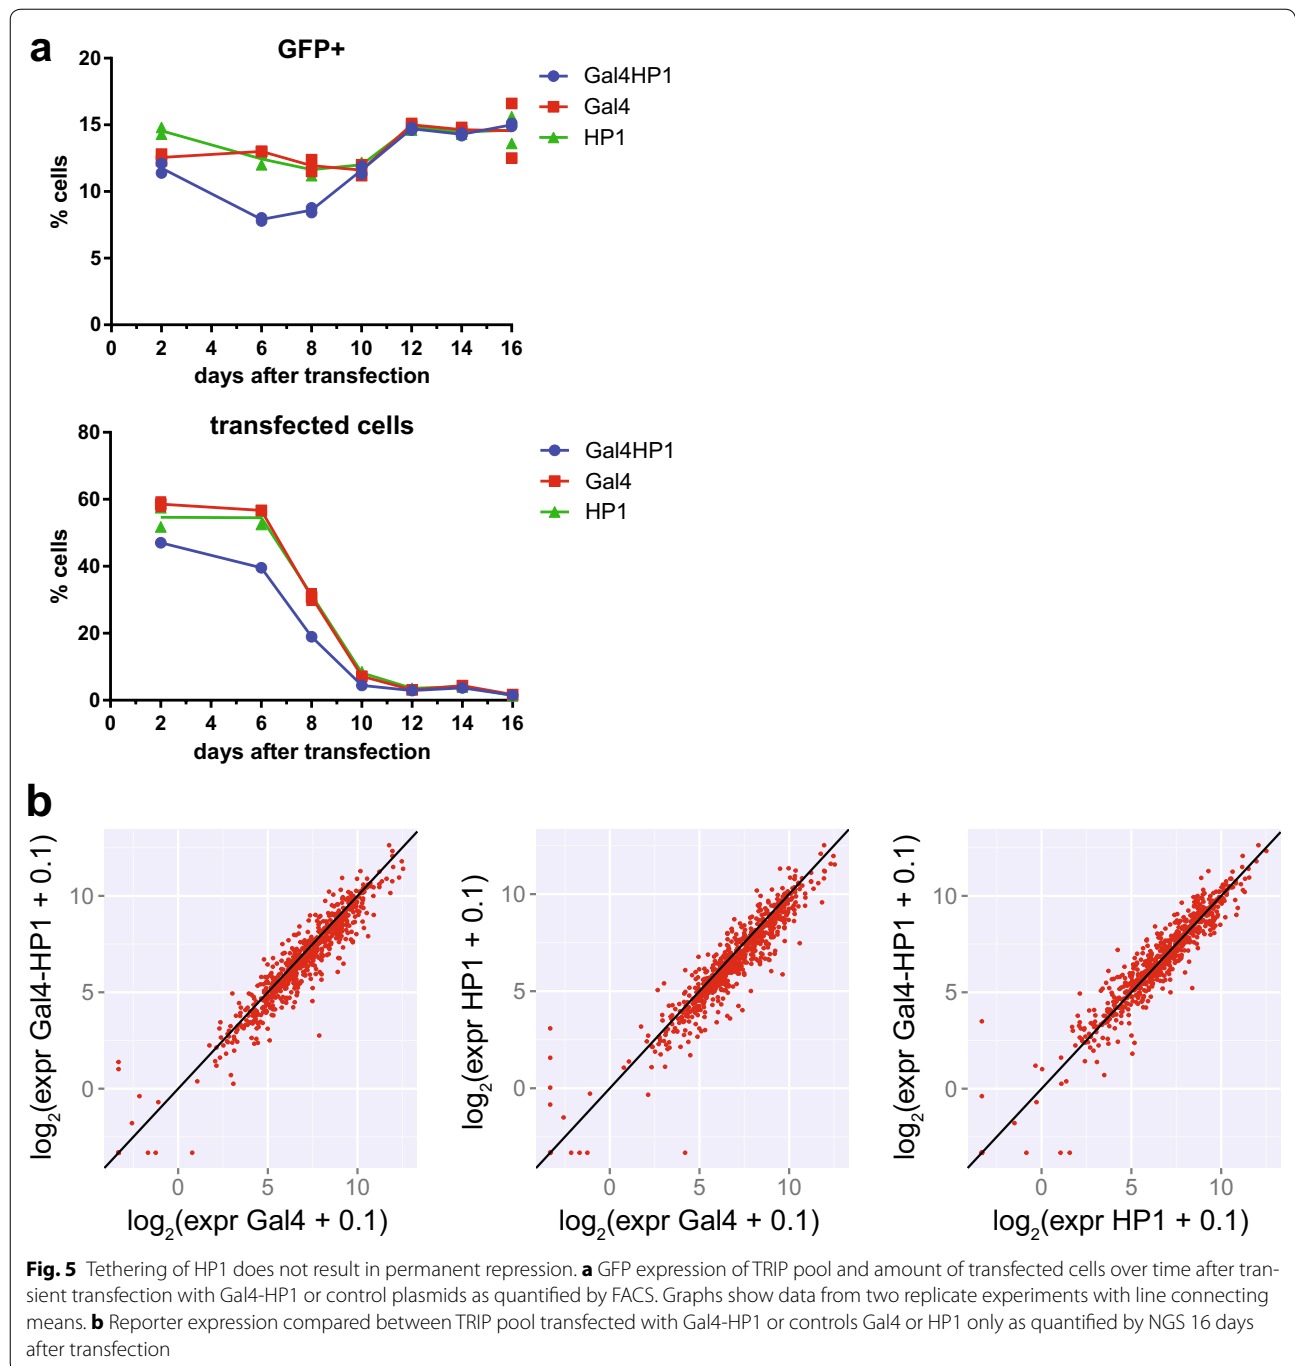 a
GFP+
20
15
10
5
0
% cells
0 2 4 6 8 10 12 14 16
days after transfection
Gal4HP1
Gal4
HP1
transfected cells
80
60
40
20
0
% cells
0 2 4 6 8 10 12 14 16
days after transfection
Gal4HP1
Gal4
HP1
b
log2(expr Gal4-HP1 + 0.1)
10
5
0
0 5 10
log2(expr Gal4 + 0.1)
log2(expr HP1 + 0.1)
10
5
0
0 5 10
log2(expr Gal4 + 0.1)
log2(expr Gal4-HP1 + 0.1)
10
5
0
0 5 10
log2(expr HP1 + 0.1)
Fig. 5 Tethering of HP1 does not result in permanent repression. a GFP expression of TRIP pool and amount of transfected cells over time after tran-
sient transfection with Gal4-HP1 or control plasmids as quantified by FACS. Graphs show data from two replicate experiments with line connecting
means. b Reporter expression compared between TRIP pool transfected with Gal4-HP1 or controls Gal4 or HP1 only as quantified by NGS 16 days
after transfection